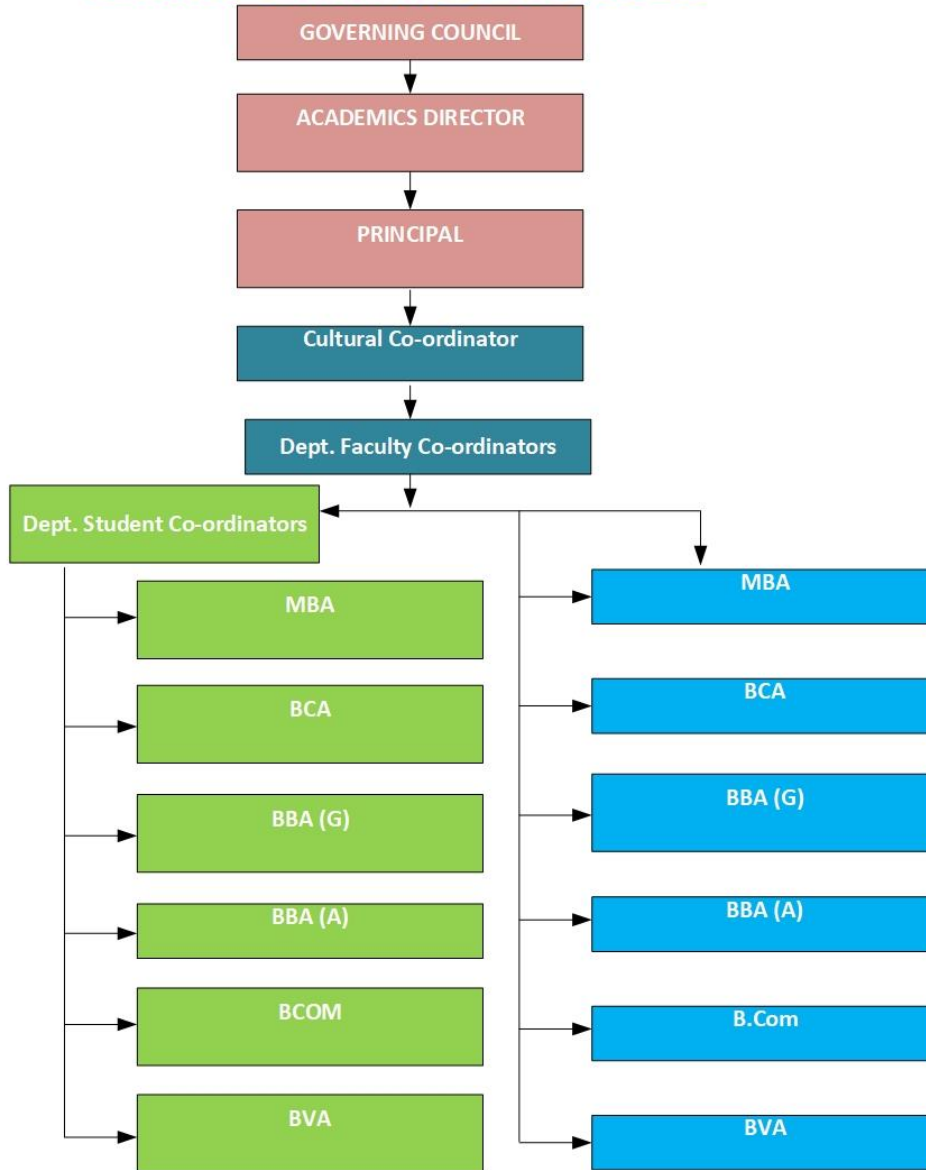 GOVERNING COUNCIL
ACADEMICS DIRECTOR
PRINCIPAL
Cultural Co-ordinator
Dept. Faculty Co-ordinators
Dept. Student Co-ordinators
MBA
BCA
BBA (G)
BBA (A)
BCOM
BVA
MBA
BCA
BBA (G)
BBA (A)
B.Com
BVA